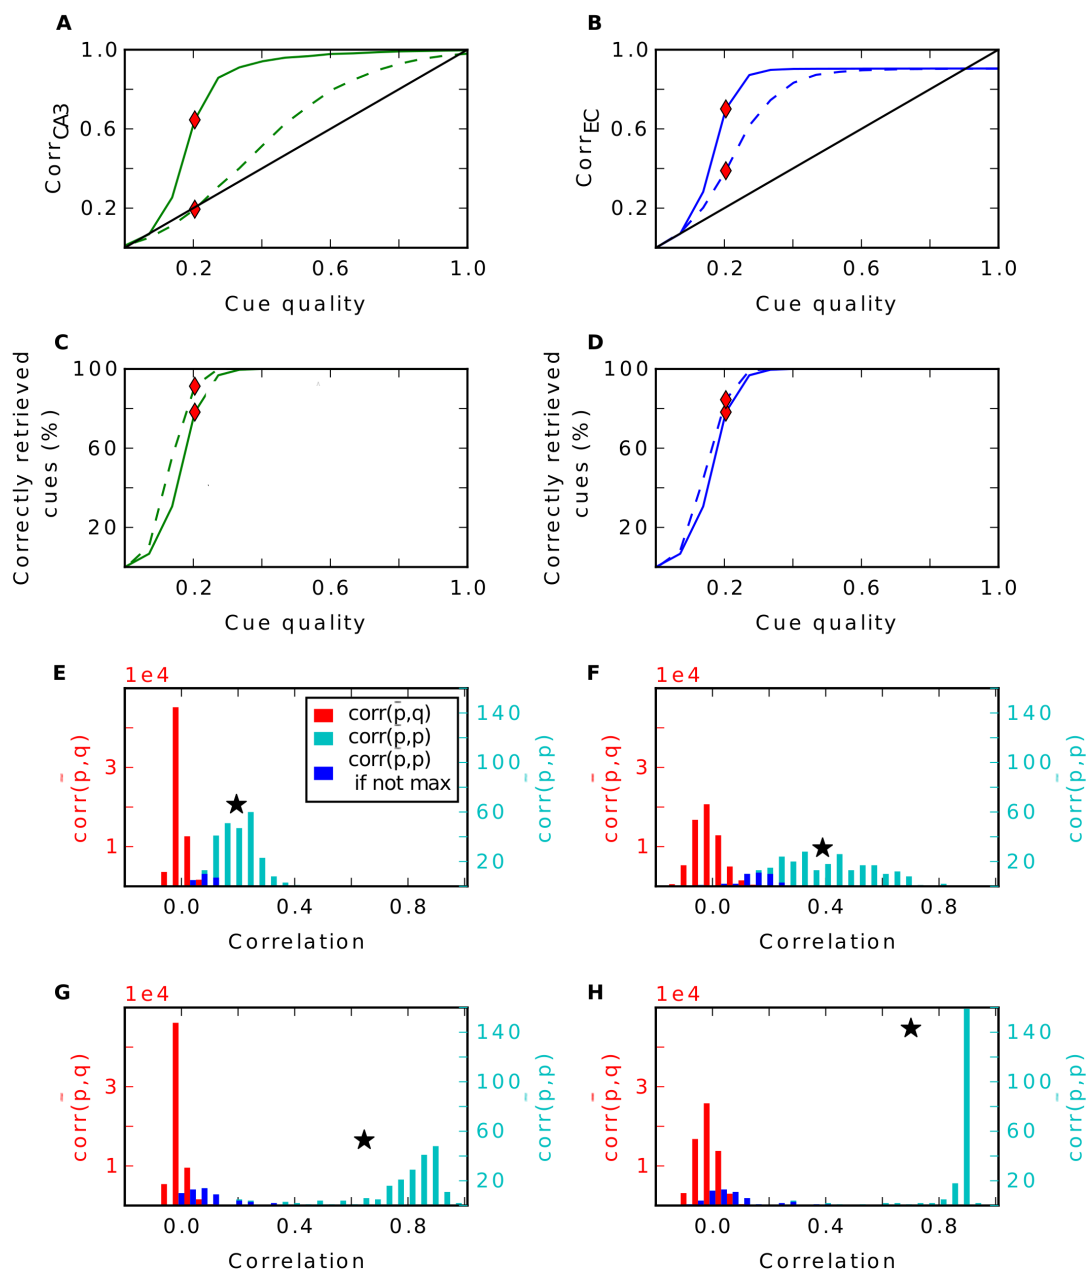 A
Corr_CA3
1.0
0.6
0.2
0.2 0.6 1.0
Cue quality
B
Corr_EC
1.0
0.6
0.2
0.2 0.6 1.0
Cue quality
C
Correctly retrieved
cues (%)
100
60
20
0.2 0.6 1.0
Cue quality
D
Correctly retrieved
cues (%)
100
60
20
0.2 0.6 1.0
Cue quality
E
1e4
corr(p̄,q)
3
1
corr(p̄,q)
corr(p̄,p)
corr(p̄,p)
if not max
140
100
60
20
corr(p̄,p)
0.0 0.4 0.8
Correlation
F
1e4
corr(p̄,q)
3
1
140
100
60
20
corr(p̄,p)
0.0 0.4 0.8
Correlation
G
1e4
corr(p̄,q)
3
1
140
100
60
20
corr(p̄,p)
0.0 0.4 0.8
Correlation
H
1e4
corr(p̄,q)
3
1
140
100
60
20
corr(p̄,p)
0.0 0.4 0.8
Correlation